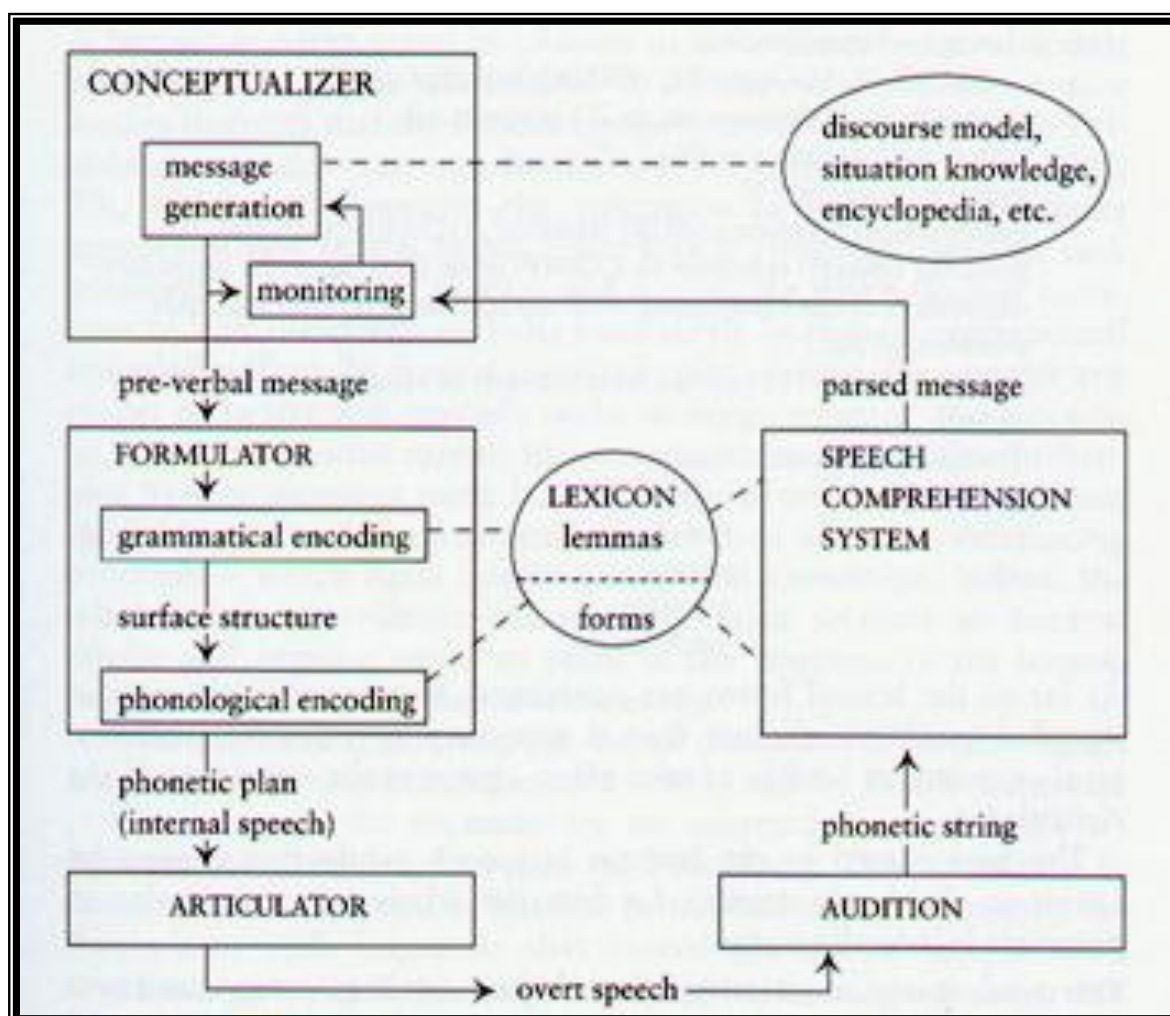 CONCEPTUALIZER
message
generation
monitoring
discourse model,
situation knowledge,
encyclopedia, etc.
pre-verbal message
parsed message
FORMULATOR
grammatical encoding
surface structure
phonological encoding
LEXICON
lemmas
forms
SPEECH
COMPREHENSION
SYSTEM
phonetic plan
(internal speech)
phonetic string
ARTICULATOR
AUDITION
overt speech